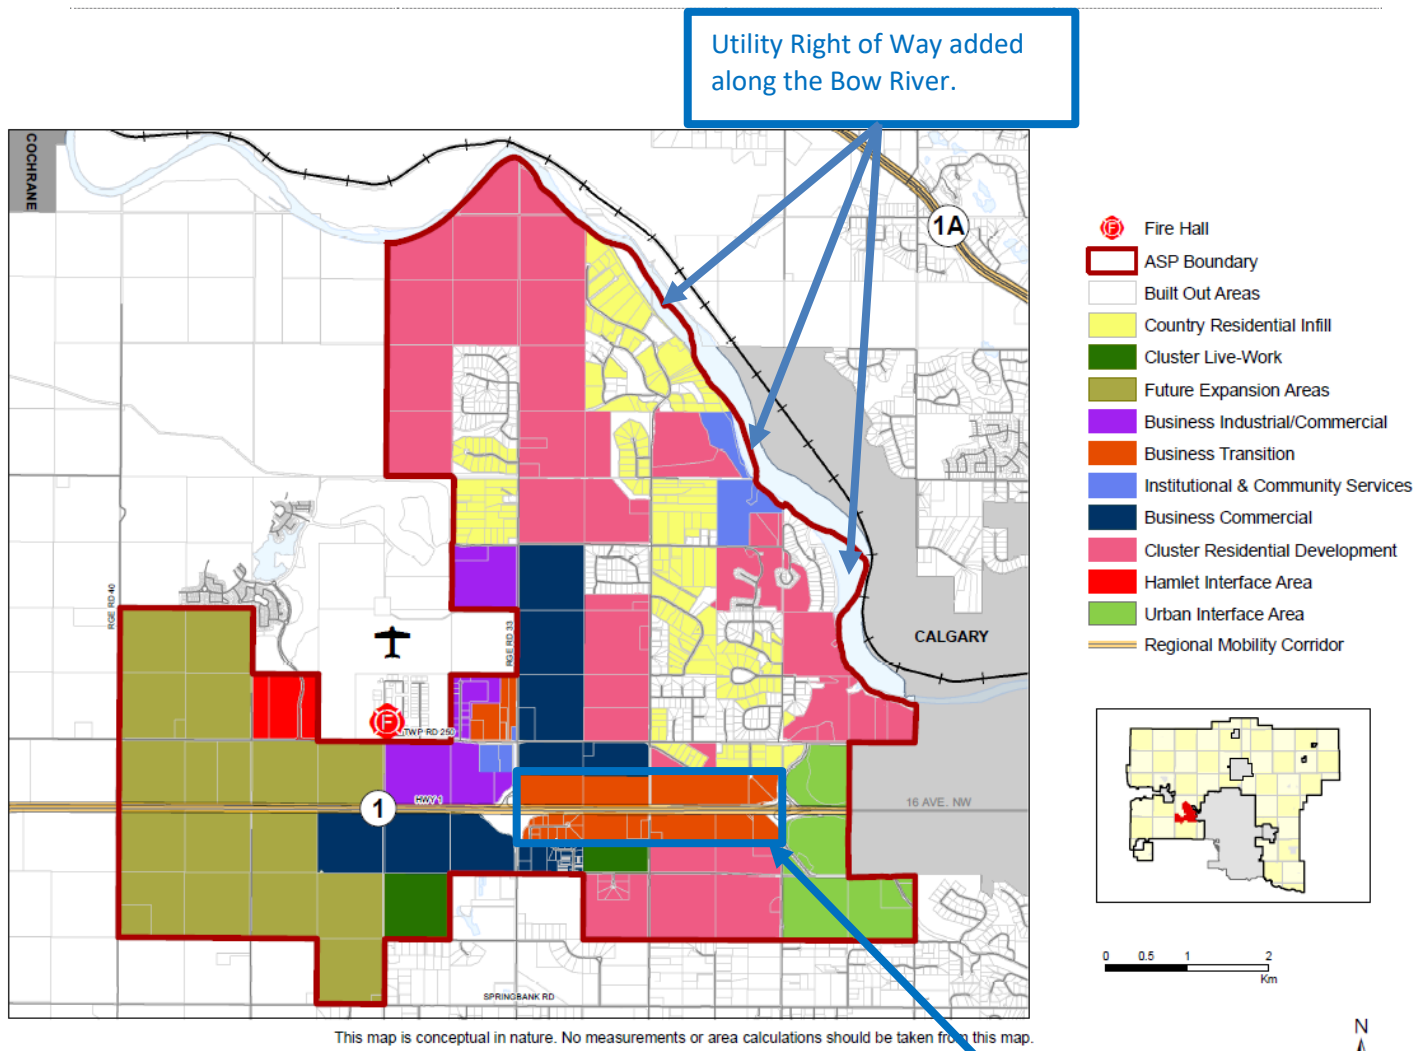 Utility Right of Way added
along the Bow River.
COCHRANE
1A
Fire Hall
ASP Boundary
Built Out Areas
Country Residential Infill
Cluster Live-Work
Future Expansion Areas
Business Industrial/Commercial
Business Transition
Institutional & Community Services
Business Commercial
Cluster Residential Development
Hamlet Interface Area
Urban Interface Area
Regional Mobility Corridor
RGE RD 40
RGE RD 33
CALGARY
F
TWP RD 250
HWY 1
1
16 AVE. NW
SPRINGBANK RD
0 0.5 1 2
Km
This map is conceptual in nature. No measurements or area calculations should be taken from this map.
N